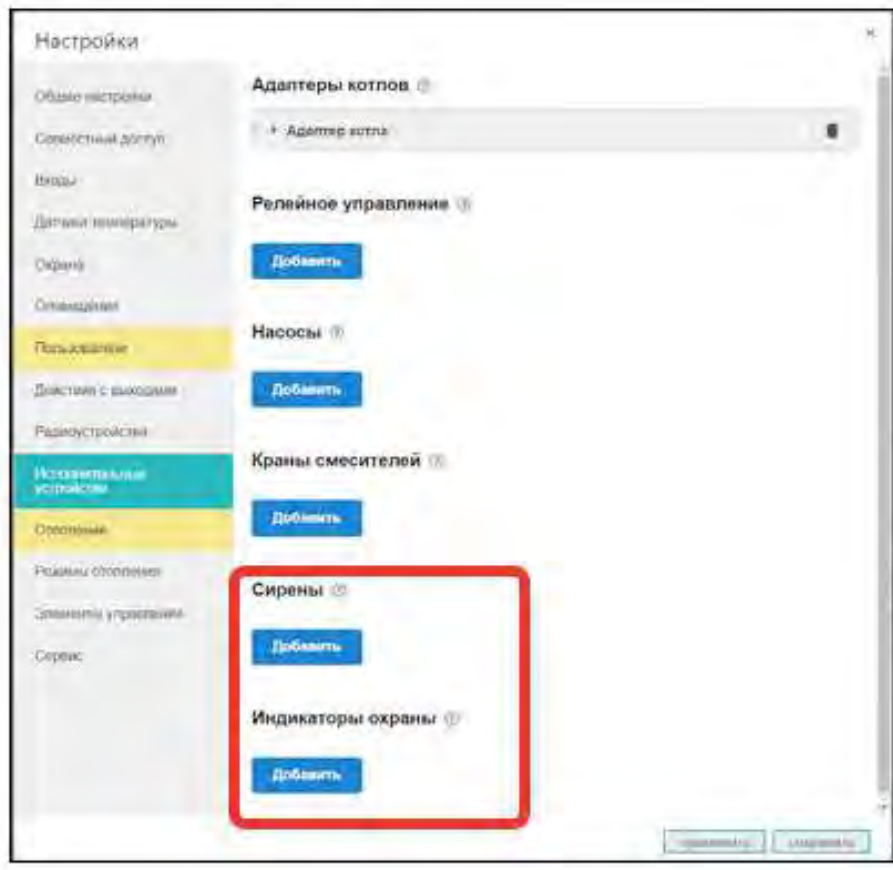 Настройки
Общие настройки
Совместный доступ
Входы
Датчики температуры
Охрана
Оповещения
Пользователи
Действия с выходами
Радиоустройства
Исполнительные
устройства
Отопление
Режимы отопления
Элементы управления
Сервис
Адаптеры котлов
Адаптер котла
Релейное управление
Добавить
Насосы
Добавить
Краны смесителей
Добавить
Сирены
Добавить
Индикаторы охраны
Добавить